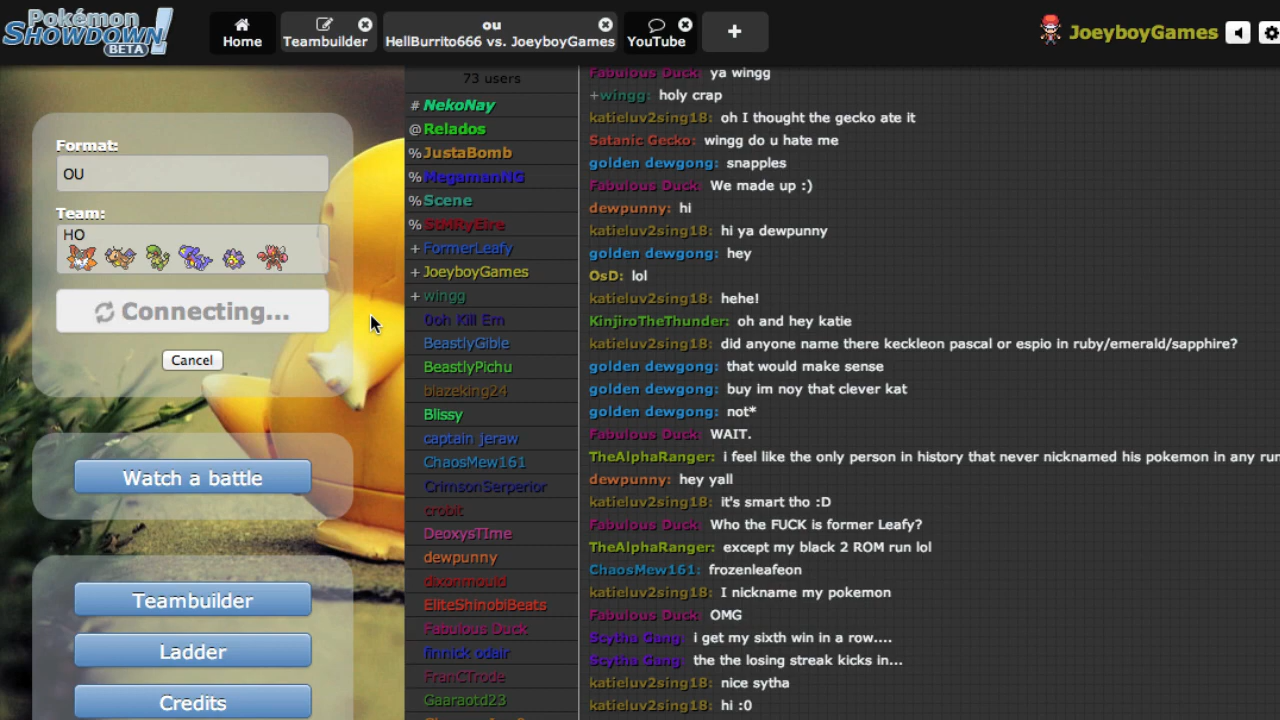 Pokémon
SHOWDOWN!
BETA
Home
Teambuilder
ou
HellBurrito666 vs. JoeyboyGames
YouTube
+
JoeyboyGames
Format:
OU
Team:
HO
Connecting...
Cancel
Watch a battle
Teambuilder
Ladder
Credits
73 users
# NekoNay
@ Relados
% JustaBomb
% MegamanNG
% Scene
% StMRyEire
+ FormerLeafy
+ JoeyboyGames
+ wingg
0oh Kill Em
BeastlyGible
BeastlyPichu
blazeking24
Blissy
captain jeraw
ChaosMew161
CrimsonSerperior
crobit
DeoxysTIme
dewpunny
dixonmould
EliteShinobiBeats
Fabulous Duck
finnick odair
FranCTrode
Gaaraotd23
Fabulous Duck: ya wingg
+wingg: holy crap
katieluv2sing18: oh I thought the gecko ate it
Satanic Gecko: wingg do u hate me
golden dewgong: snapples
Fabulous Duck: We made up :)
dewpunny: hi
katieluv2sing18: hi ya dewpunny
golden dewgong: hey
OsD: lol
katieluv2sing18: hehe!
KinjiroTheThunder: oh and hey katie
katieluv2sing18: did anyone name there keckleon pascal or espio in ruby/emerald/sapphire?
golden dewgong: that would make sense
golden dewgong: buy im noy that clever kat
golden dewgong: not*
Fabulous Duck: WAIT.
TheAlphaRanger: i feel like the only person in history that never nicknamed his pokemon in any run
dewpunny: hey yall
katieluv2sing18: it's smart tho :D
Fabulous Duck: Who the FUCK is former Leafy?
TheAlphaRanger: except my black 2 ROM run lol
ChaosMew161: frozenleafeon
katieluv2sing18: I nickname my pokemon
Fabulous Duck: OMG
Scytha Gang: i get my sixth win in a row....
Scytha Gang: the the losing streak kicks in...
katieluv2sing18: nice sytha
katieluv2sing18: hi :0